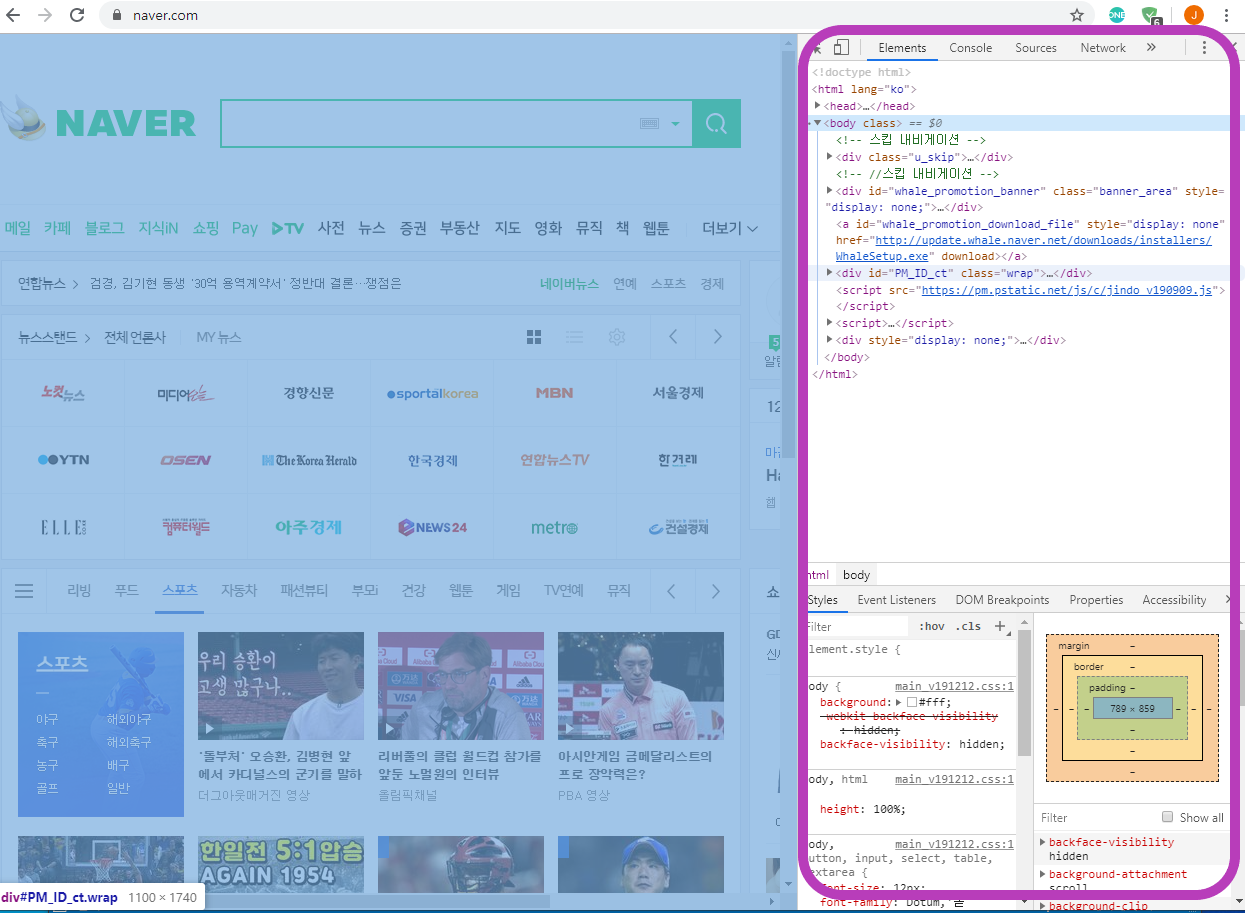 naver.com
ONE
6
J
NAVER
메일 카페 블로그 지식iN 쇼핑 Pay TV 사전 뉴스 증권 부동산 지도 영화 뮤직 책 웹툰 더보기
연합뉴스 > 검경, 김기현 동생 '30억 용역계약서' 정반대 결론…쟁점은
네이버뉴스 연예 스포츠 경제
뉴스스탠드 > 전체 언론사 MY 뉴스
노컷뉴스 미디어오늘 경향신문 sportalkorea MBN 서울경제
YTN OSEN The Korea Herald 한국경제 연합뉴스TV 한겨레
ELLE 컴퓨터월드 아주경제 eNEWS24 metro 건설경제
리빙 푸드 스포츠 자동차 패션뷰티 부모i 건강 웹툰 게임 TV연예 뮤직
스포츠
야구 해외야구
축구 해외축구
농구 배구
골프 일반
우리 승환이
고생 많구나..
'돌부처' 오승환, 김병현 앞
에서 카디널스의 군기를 말하
더그아웃매거진 영상
리버풀의 클럽 월드컵 참가를
앞둔 노멀원의 인터뷰
올림픽채널
아시안게임 금메달리스트의
프로 장악력은?
PBA 영상
한일전 5:1압승
AGAIN 1954
div#PM_ID_ct.wrap 1100 × 1740
5
12
Elements Console Sources Network »
<!doctype html>
<html lang="ko">
<head>…</head>
<body class> == $0
<!-- 스킵 내비게이션 -->
<div class="u_skip">…</div>
<!-- //스킵 내비게이션 -->
<div id="whale_promotion_banner" class="banner_area" style=
"display: none;">…</div>
<a id="whale_promotion_download_file" style="display: none"
href="http://update.whale.naver.net/downloads/installers/
WhaleSetup.exe" download></a>
<div id="PM_ID_ct" class="wrap">…</div>
<script src="https://pm.pstatic.net/js/c/jindo_v190909.js">
</script>
<script>…</script>
<div style="display: none;">…</div>
</body>
</html>
html body
Styles Event Listeners DOM Breakpoints Properties Accessibility
Filter :hov .cls +
element.style {
body { main_v191212.css:1
background: #fff;
-webkit-backface-visibility
: hidden;
backface-visibility: hidden;
body, html main_v191212.css:1
height: 100%;
body, main_v191212.css:1
button, input, select, table,
textarea {
font-size: 12px;
font-family: Dotum,'돋
margin –
border –
padding –
– – – 789 × 859 – – –
–
–
–
Filter Show all
backface-visibility
hidden
background-attachment
scroll
background-clip